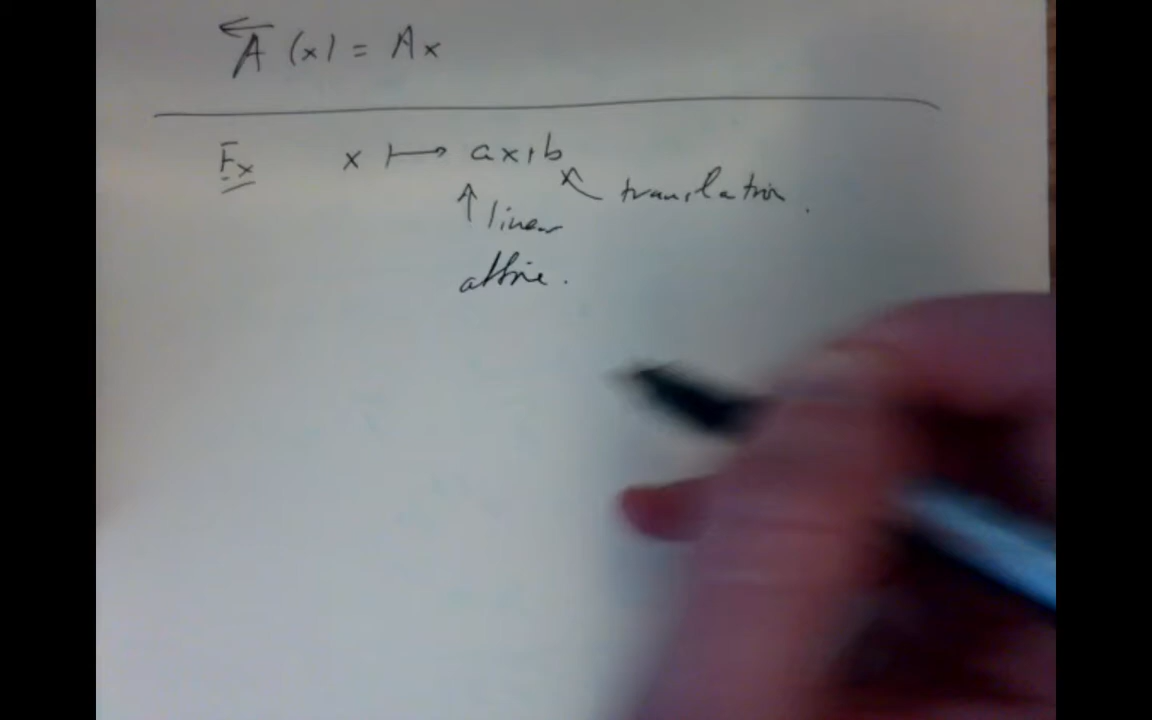 A⃖ (x) = Ax
Ex x ↦ ax+b
↑ linear ↖ translation.
affine.